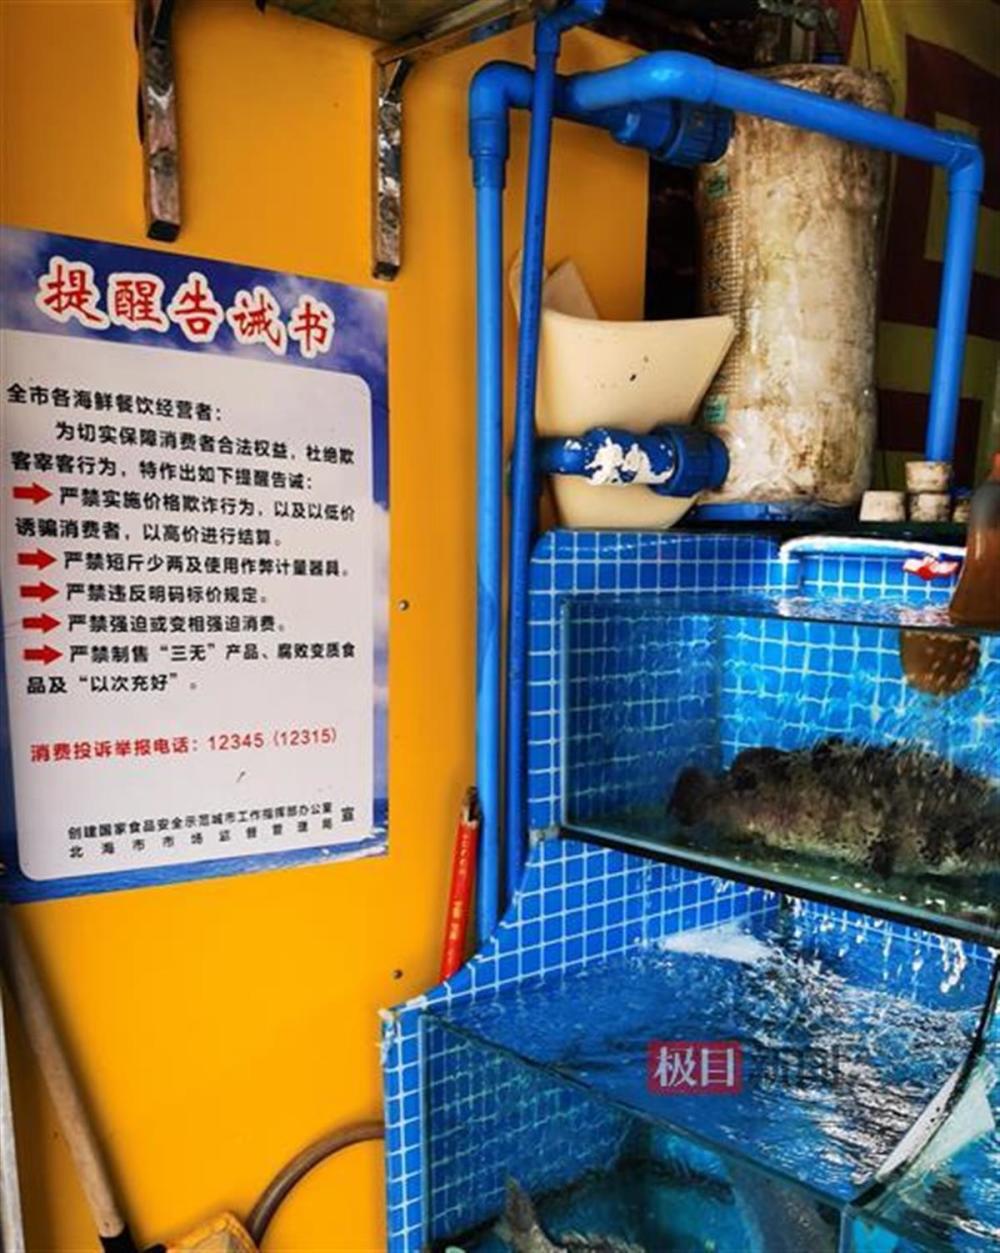 提醒告诫书
全市各海鲜餐饮经营者：
为切实保障消费者合法权益，杜绝欺
客宰客行为，特作出如下提醒告诫：
严禁实施价格欺诈行为，以及以低价
诱骗消费者，以高价进行结算。
严禁短斤少两及使用作弊计量器具。
严禁违反明码标价规定。
严禁强迫或变相强迫消费。
严禁制售“三无”产品、腐败变质食
品及“以次充好”。
消费投诉举报电话：12345（12315）
创建国家食品安全示范城市工作指挥部办公室
北海市市场监督管理局 宣
极目新闻